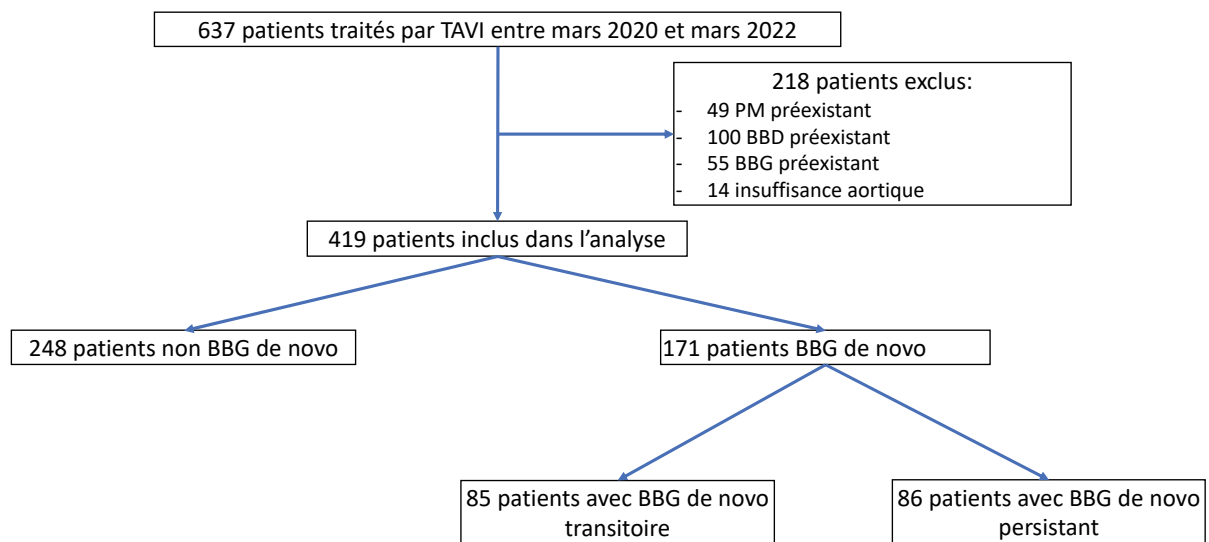 637 patients traités par TAVI entre mars 2020 et mars 2022
218 patients exclus:
- 49 PM préexistant
- 100 BBD préexistant
- 55 BBG préexistant
- 14 insuffisance aortique
419 patients inclus dans l’analyse
248 patients non BBG de novo
171 patients BBG de novo
85 patients avec BBG de novo
transitoire
86 patients avec BBG de novo
persistant